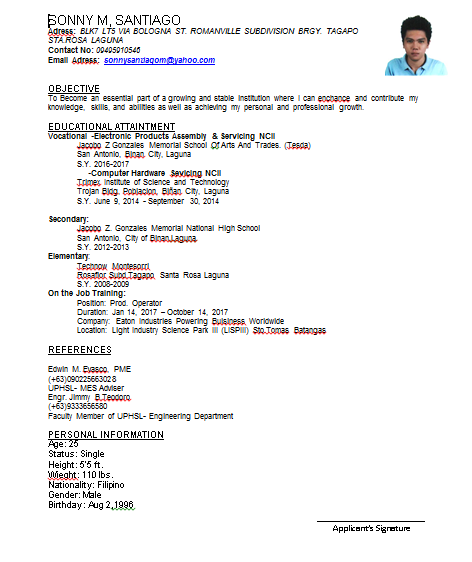 SONNY M, SANTIAGO
Adress: BLK7 LT5 VIA BOLOGNA ST. ROMANVILLE SUBDIVISION BRGY. TAGAPO
STA.ROSA LAGUNA
Contact No: 09495910546
Email Adress: sonnysantiagom@yahoo.com
OBJECTIVE
To Become an essential part of a growing and stable institution where I can enchance and contribute my
knowledge, skills, and abilities as well as achieving my personal and professional growth.
EDUCATIONAL ATTAINTMENT
Vocational -Electronic Products Assembly & Servicing NCII
Jacobo Z Gonzales Memorial School Of Arts And Trades. (Tesda)
San Antonio, Binan, City, Laguna
S.Y. 2016-2017
-Computer Hardware Sevicing NCII
Trimex Institute of Science and Technology
Trojan Bldg. Poblacion, Biñan City, Laguna
S.Y. June 9, 2014 - September 30, 2014
Secondary:
Jacobo Z. Gonzales Memorial National High School
San Antonio, City of Binan,Laguna
S.Y. 2012-2013
Elementary:
Technow Montesorri
Rosaflor Subd.Tagapo, Santa Rosa Laguna
S.Y. 2008-2009
On the Job Training:
Position: Prod. Operator
Duration: Jan 14, 2017 – October 14, 2017
Company: Eaton Industries Powering Buisiness Worldwide
Location: Light Industry Science Park III (LISPIII) Sto.Tomas Batangas
REFERENCES
Edwin M. Evasco, PME
(+63)090225663028
UPHSL- MES Adviser
Engr. Jimmy B.Teodoro
(+63)9333656580
Faculty Member of UPHSL- Engineering Department
PERSONAL INFORMATION
Age: 25
Status: Single
Height: 5'5 ft.
Wieght: 110 lbs.
Nationality: Filipino
Gender: Male
Birthday: Aug 2,1996
Applicant's Signature